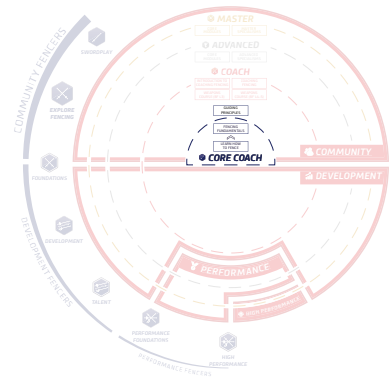 MASTER
ADVANCED
COACH
GUIDING
PRINCIPLES
FENCING
FUNDAMENTALS
LEARN HOW
TO FENCE
CORE COACH
COMMUNITY
DEVELOPMENT
PERFORMANCE
HIGH PERFORMANCE
COMMUNITY FENCERS
SWORDPLAY
EXPLORE
FENCING
FOUNDATIONS
DEVELOPMENT
DEVELOPMENT FENCERS
TALENT
PERFORMANCE
FOUNDATIONS
HIGH
PERFORMANCE
PERFORMANCE FENCERS